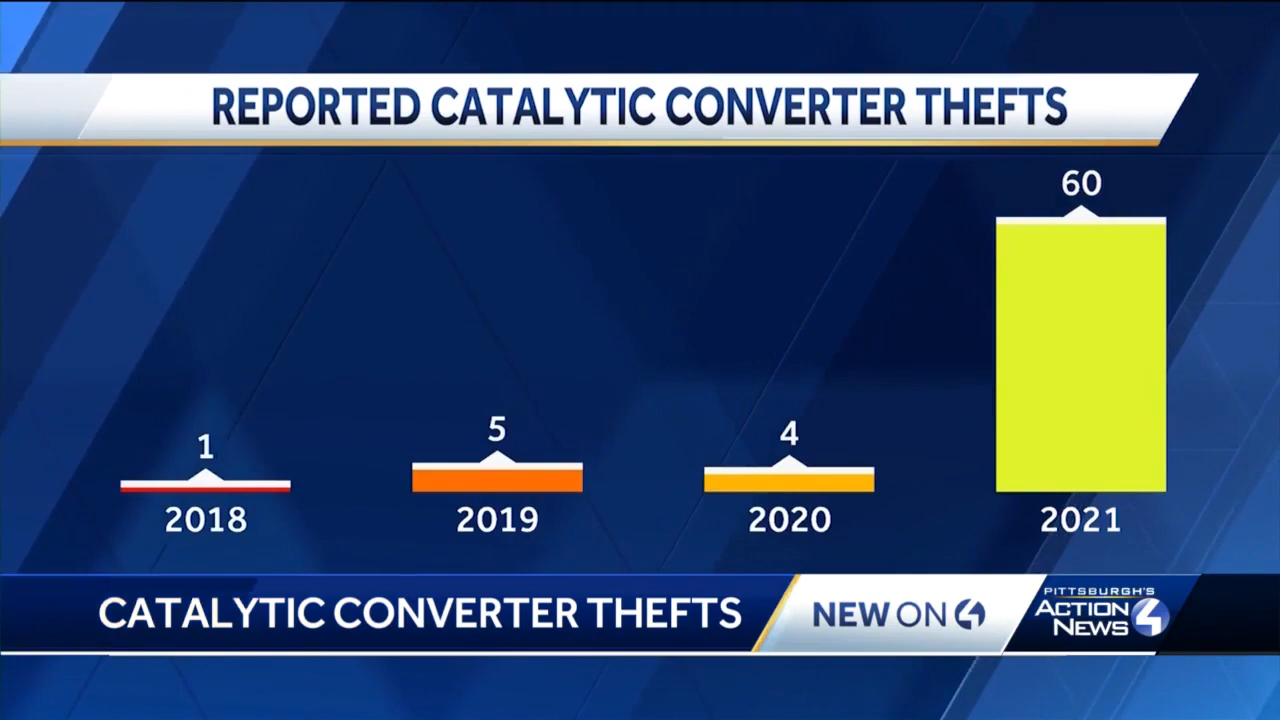 REPORTED CATALYTIC CONVERTER THEFTS
60
5
4
1
2018 2019 2020 2021
CATALYTIC CONVERTER THEFTS
NEW ON 4
PITTSBURGH'S
ACTION
NEWS 4